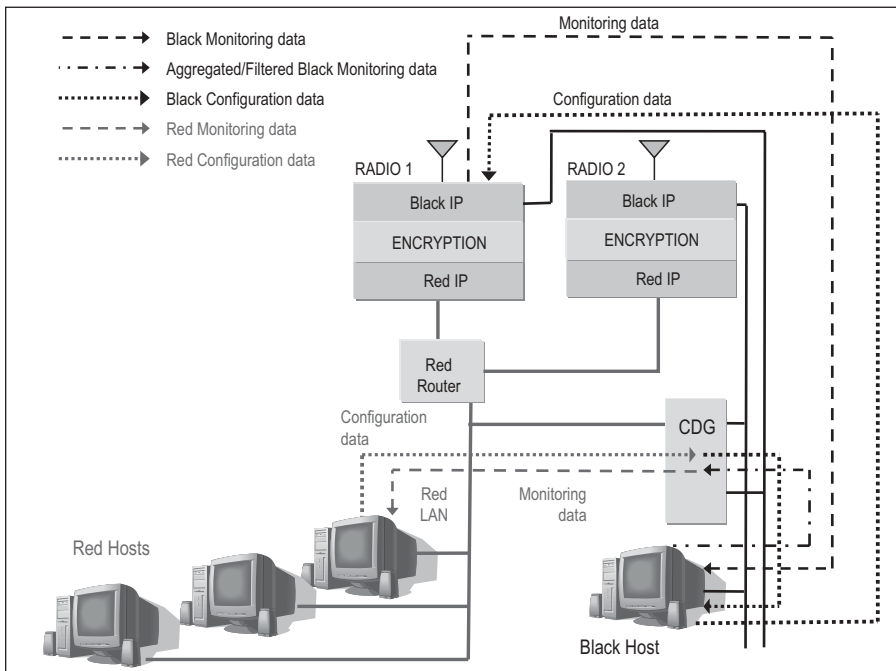 Monitoring data
Black Monitoring data
Aggregated/Filtered Black Monitoring data
Black Configuration data
Red Monitoring data
Red Configuration data
Configuration data
RADIO 1
RADIO 2
Black IP
ENCRYPTION
Red IP
Black IP
ENCRYPTION
Red IP
Red
Router
CDG
Configuration
data
Red
LAN
Monitoring
data
Red Hosts
Black Host